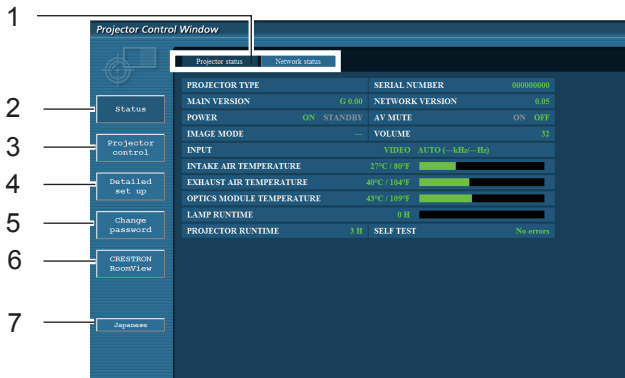 1
Projector Control Window
Projector status Network status
PROJECTOR TYPE SERIAL NUMBER 000000000
MAIN VERSION G 0.00 NETWORK VERSION 0.05
POWER ON STANDBY AV MUTE ON OFF
IMAGE MODE --- VOLUME 32
INPUT VIDEO AUTO (---kHz/---Hz)
INTAKE AIR TEMPERATURE 27°C / 80°F
EXHAUST AIR TEMPERATURE 40°C / 104°F
OPTICS MODULE TEMPERATURE 43°C / 109°F
LAMP RUNTIME 0 H
PROJECTOR RUNTIME 3 H SELF TEST No errors
2 Status
3 Projector
control
4 Detailed
set up
5 Change
password
6 CRESTRON
RoomView
7 Japanese